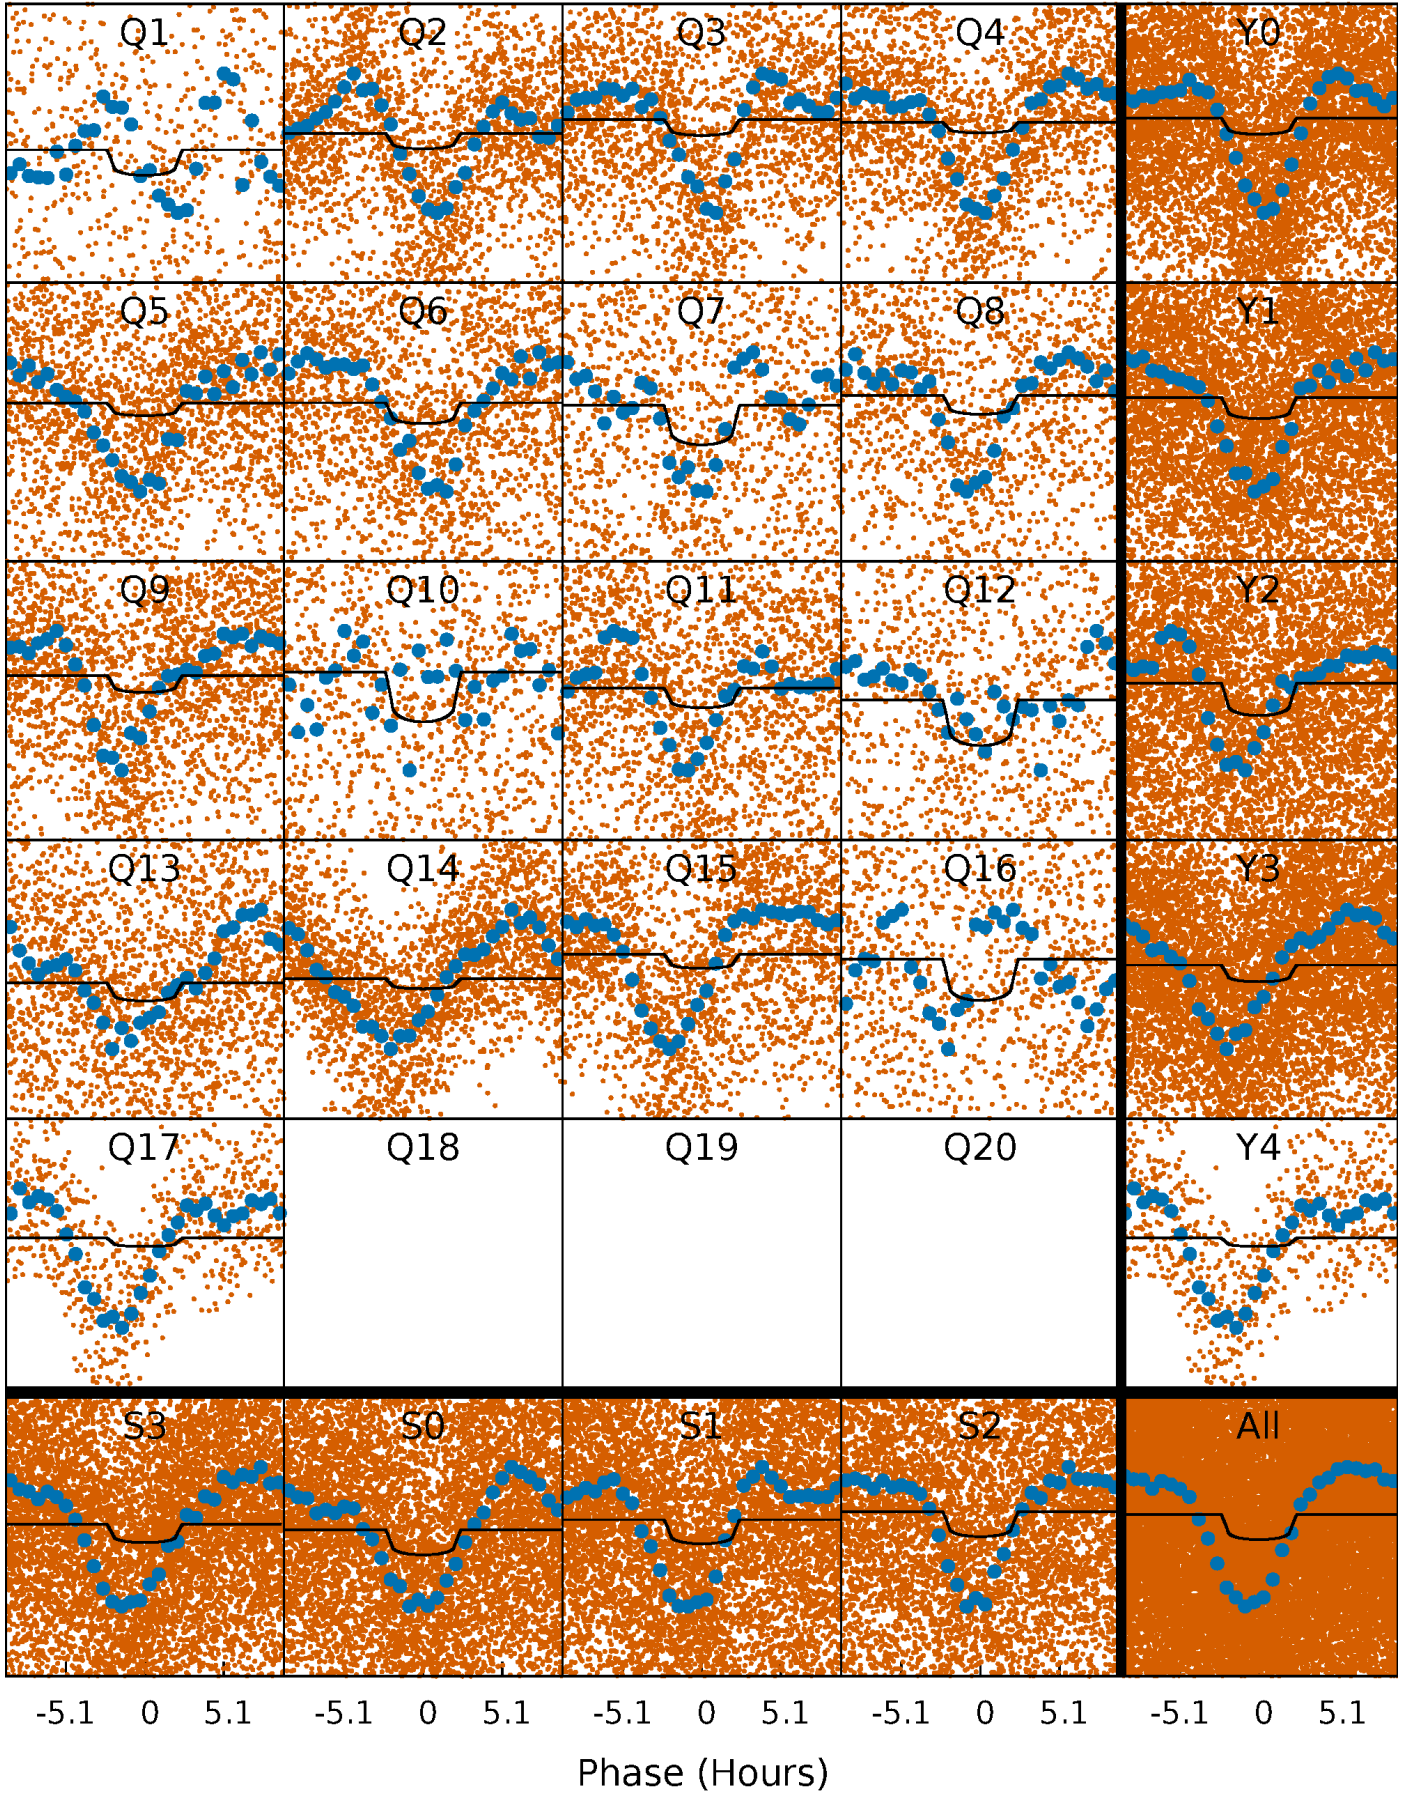 Q1 Q2 Q3 Q4 Y0
Q5 Q6 Q7 Q8 Y1
Q9 Q10 Q11 Q12 Y2
Q13 Q14 Q15 Q16 Y3
Q17 Q18 Q19 Q20 Y4
S3 S0 S1 S2 All
-5.1 0 5.1 -5.1 0 5.1 -5.1 0 5.1 -5.1 0 5.1 -5.1 0 5.1
Phase (Hours)